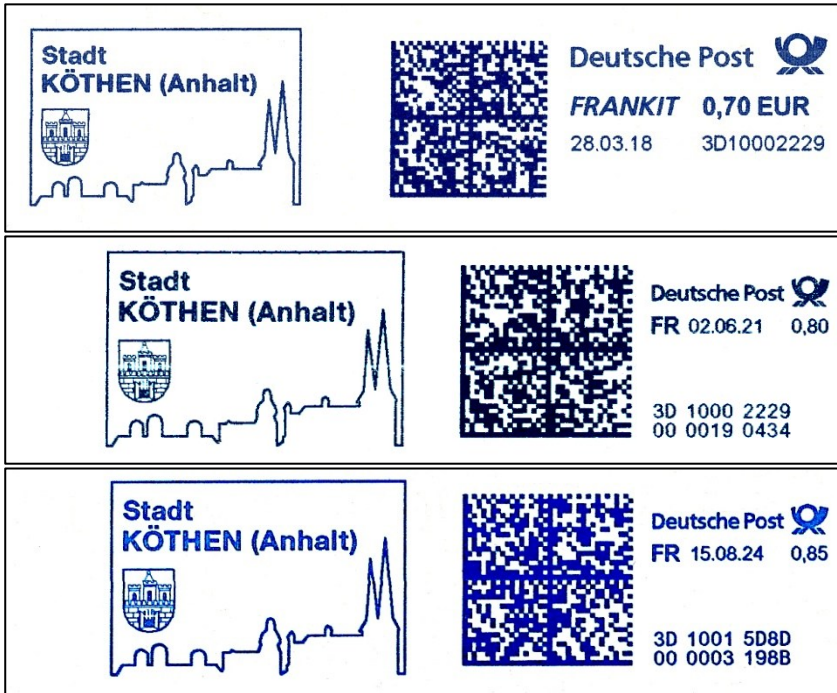 Stadt
KÖTHEN (Anhalt)
Deutsche Post
FRANKIT 0,70 EUR
28.03.18 3D10002229
Stadt
KÖTHEN (Anhalt)
Deutsche Post
FR 02.06.21 0,80
3D 1000 2229
00 0019 0434
Stadt
KÖTHEN (Anhalt)
Deutsche Post
FR 15.08.24 0,85
3D 1001 5D8D
00 0003 198B